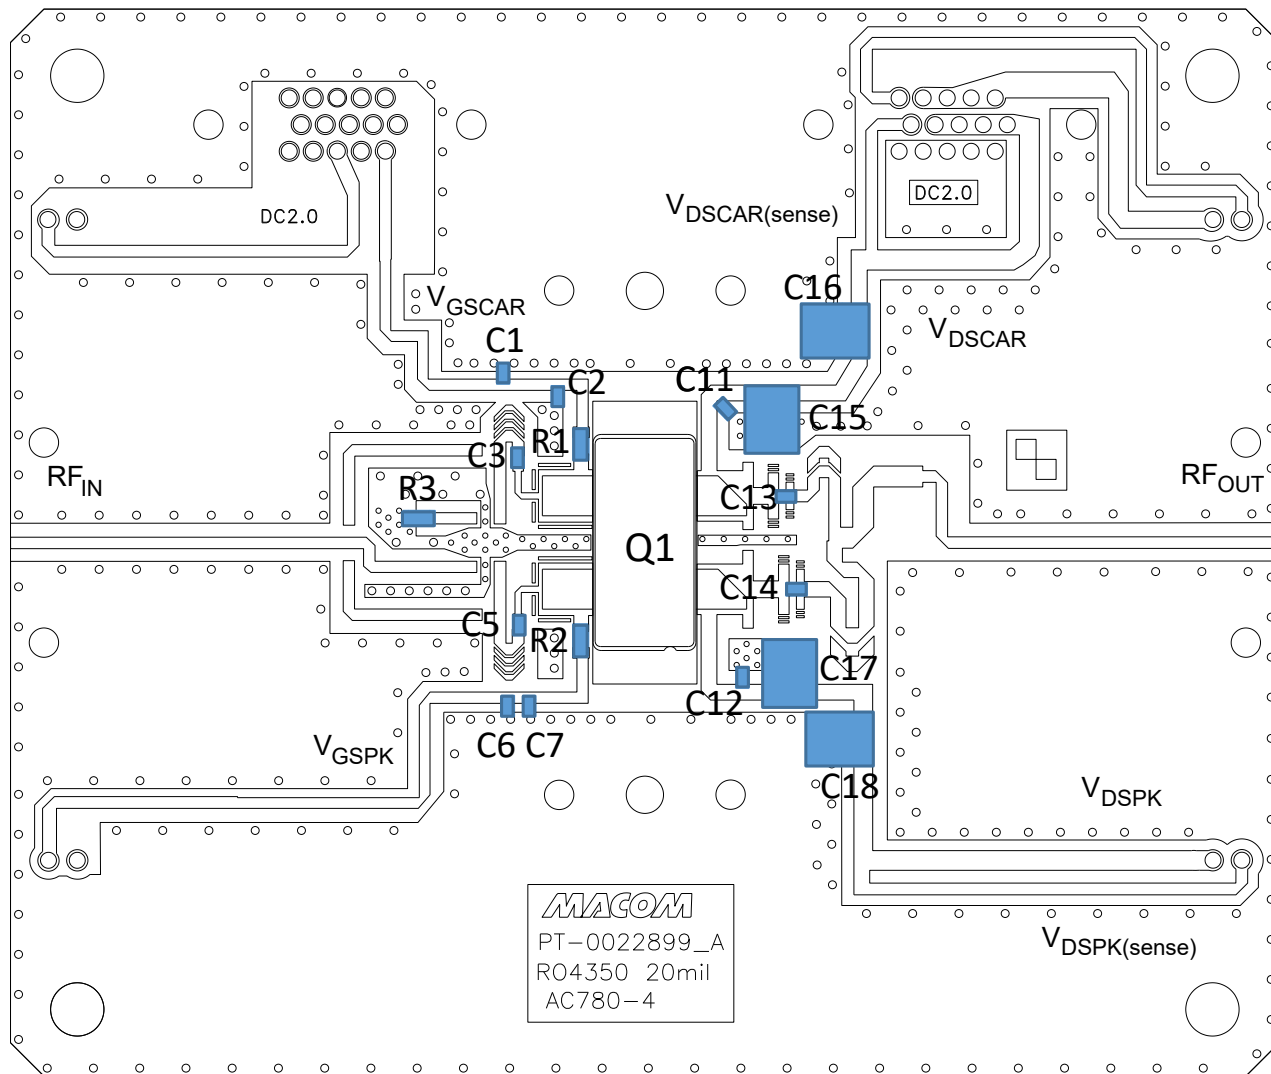 DC2.0
DC2.0
VDSCAR(sense)
C16
VGSCAR
VDSCAR
C1
C2
C11
C15
R1
C3
RFIN
R3
C13
RFOUT
Q1
C14
C5
R2
C17
C12
C6 C7
VGSPK
C18
VDSPK
MACOM
PT-0022899_A
RO4350 20mil
AC780-4
VDSPK(sense)